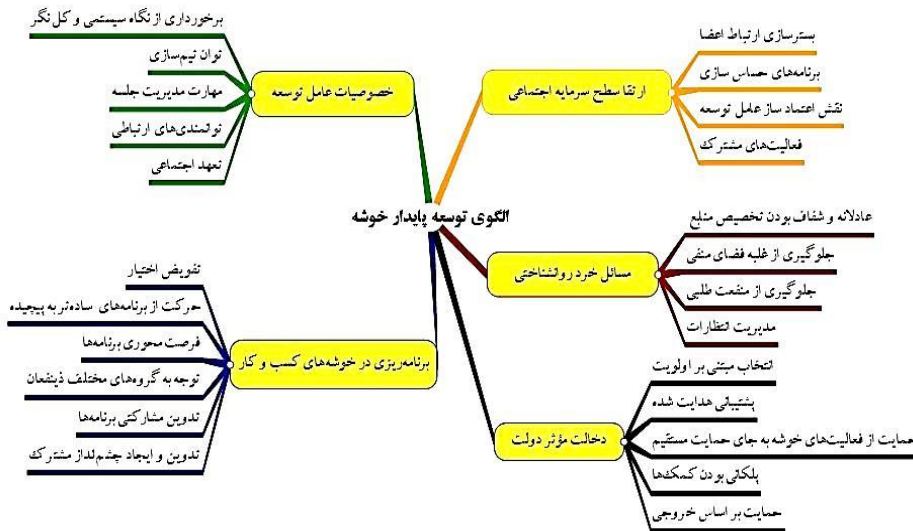 الگوی توسعه پایدار خوشه
ارتقا سطح سرمایه اجتماعی
بسترسازی ارتباط اعضا
برنامه‌های حساس سازی
نقش اعتماد ساز عامل توسعه
فعالیت‌های مشترک
مسائل خرد روانشناختی
عادلانه و شفاف بودن تخصیص منابع
جلوگیری از غلبه فضای منفی
جلوگیری از منفعت طلبی
مدیریت انتظارات
دخالت مؤثر دولت
انتخاب مبتنی بر اولویت
پشتیبانی هدایت شده
حمایت از فعالیت‌های خوشه به جای حمایت مستقیم
پلکانی بودن کمک‌ها
حمایت بر اساس خروجی
خصوصیات عامل توسعه
برخورداری از نگاه سیستمی و کل نگر
توان تیم‌سازی
مهارت مدیریت جلسه
توانمندی‌های ارتباطی
تعهد اجتماعی
برنامه‌ریزی در خوشه‌های کسب و کار
تفویض اختیار
حرکت از برنامه‌های ساده‌تر به پیچیده
فرصت محوری برنامه‌ها
توجه به گروه‌های مختلف ذینفعان
تدوین مشارکتی برنامه‌ها
تدوین و ایجاد چشم‌انداز مشترک